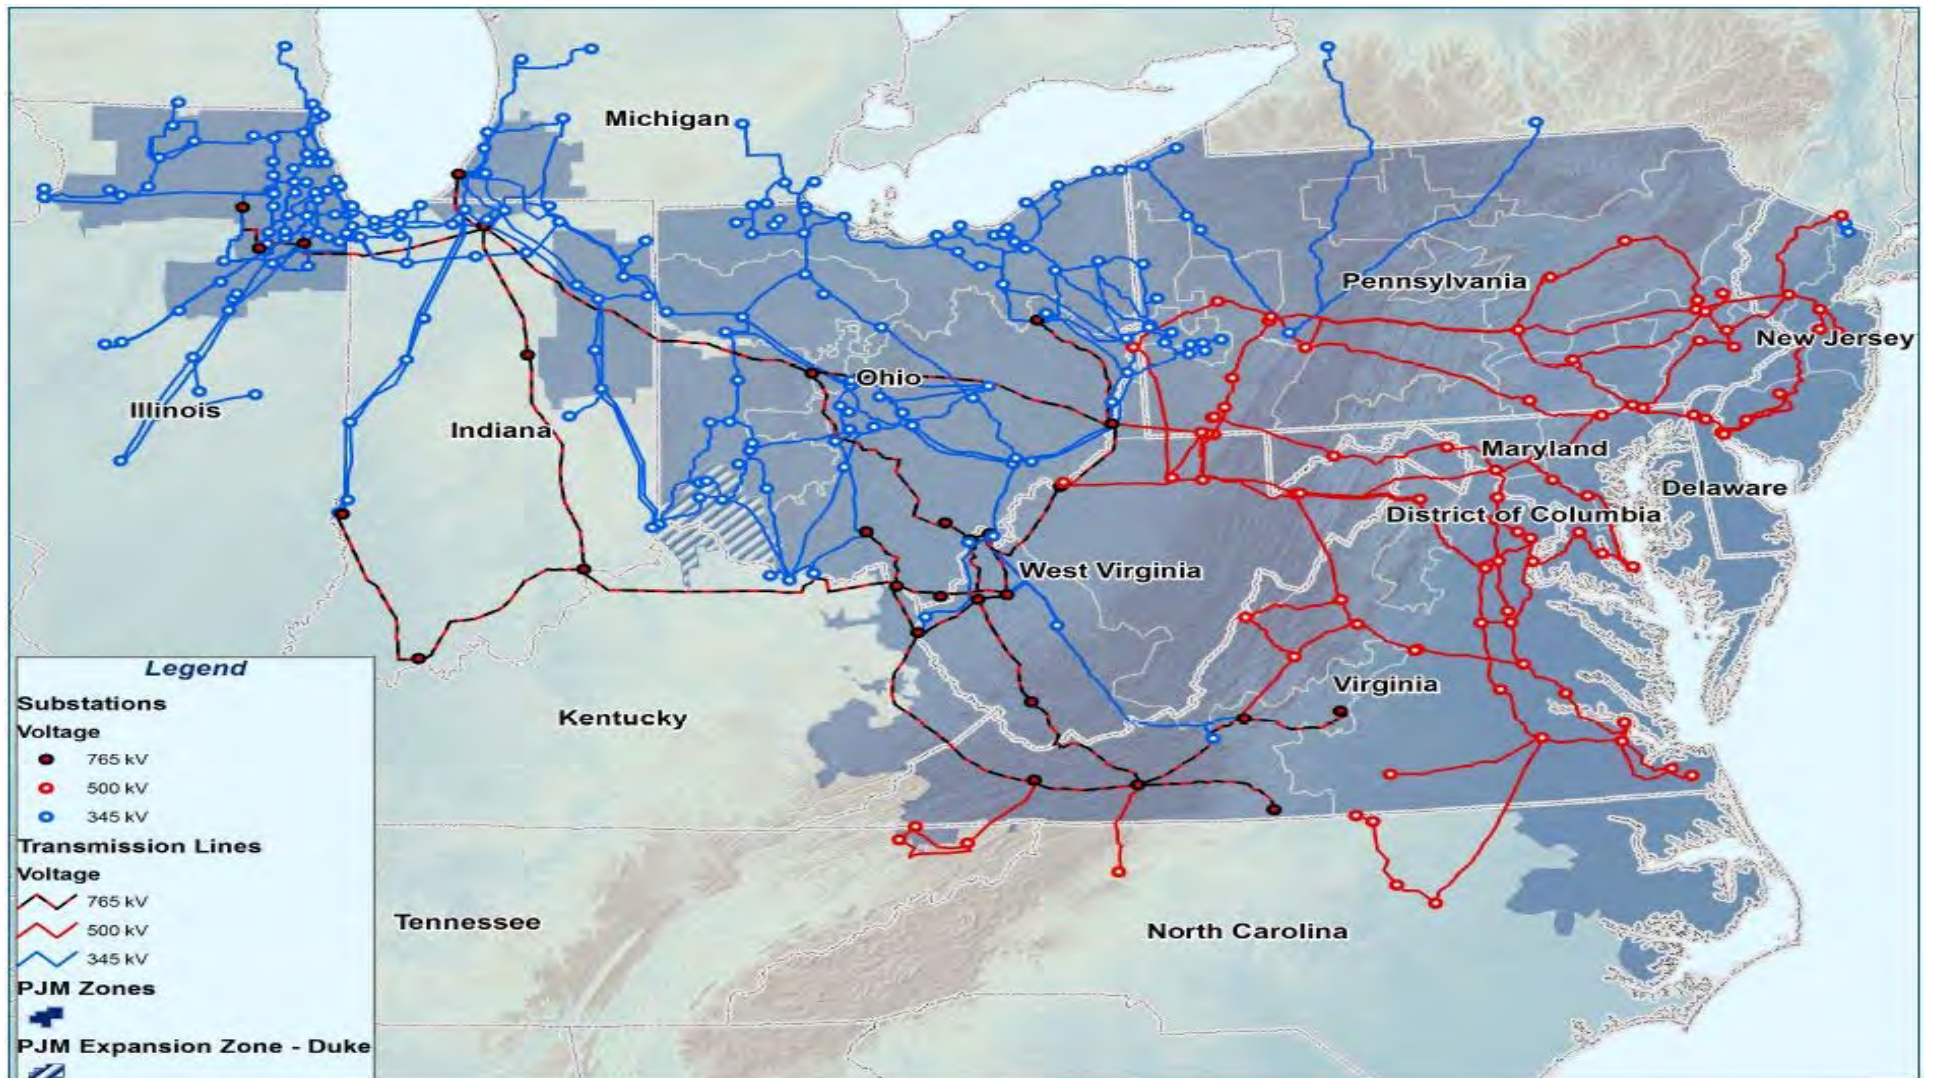 Michigan
Pennsylvania
New Jersey
Ohio
Illinois
Indiana
Maryland
Delaware
District of Columbia
West Virginia
Virginia
Kentucky
Tennessee
North Carolina
Legend
Substations
Voltage
765 kV
500 kV
345 kV
Transmission Lines
Voltage
765 kV
500 kV
345 kV
PJM Zones
PJM Expansion Zone - Duke